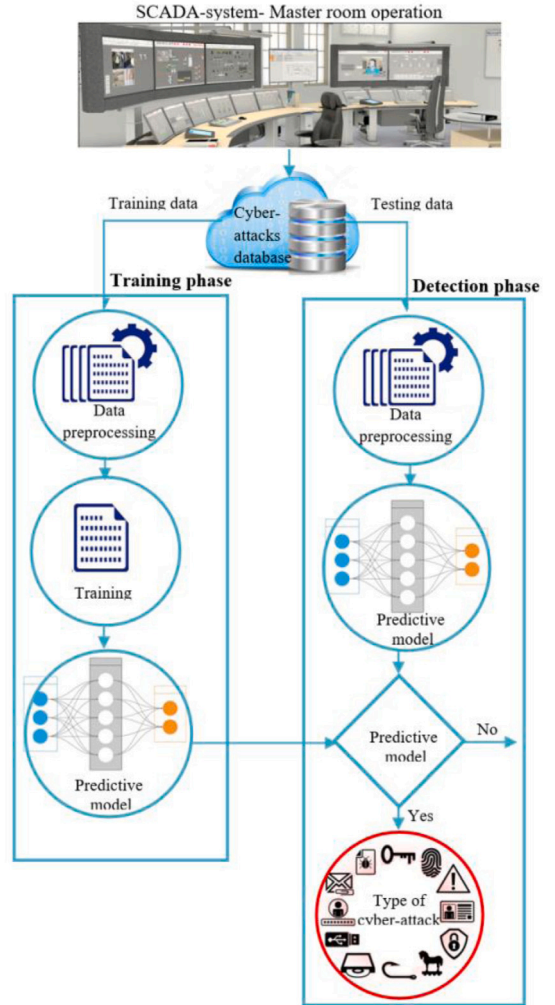 SCADA-system- Master room operation
Training data
Testing data
Cyber-
attacks
database
Training phase
Detection phase
Data
preprocessing
Training
Predictive
model
Data
preprocessing
Predictive
model
Predictive
model
No
Yes
Type of
cyber-attack